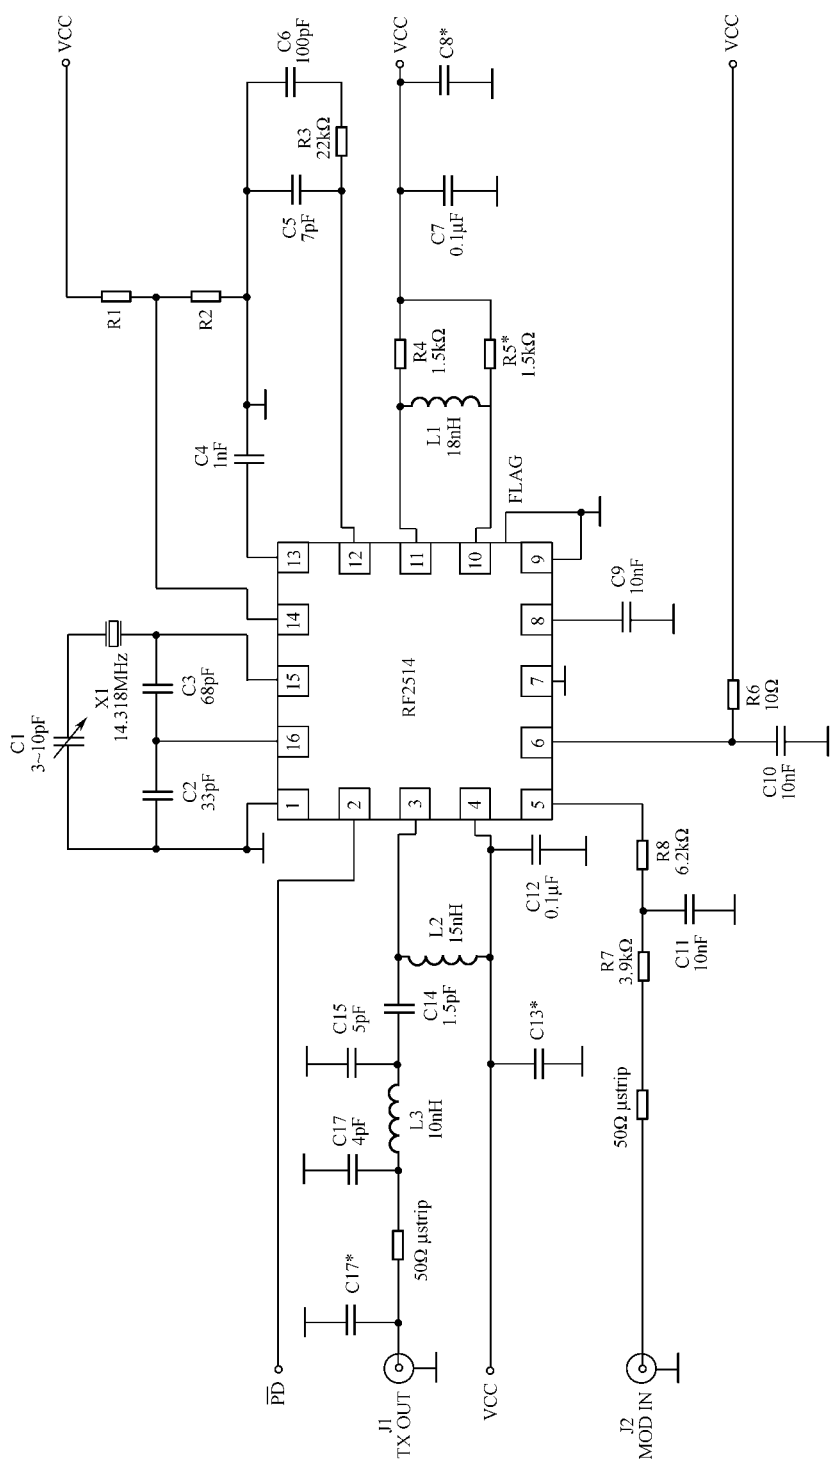 C1
3~10pF
X1
14.318MHz
C2
33pF
C3
68pF
R1
R2
VCC
C4
1nF
C5
7pF
C6
100pF
R3
22kΩ
PD
1
16
15
14
13
2
3
4
5
6
7
8
9
10
11
12
RF2514
FLAG
J1
TX OUT
C17*
50Ω μstrip
C17
4pF
L3
10nH
C15
5pF
C14
1.5pF
L2
15nH
VCC
C13*
C12
0.1μF
L1
18nH
R4
1.5kΩ
R5*
1.5kΩ
C7
0.1μF
C8*
VCC
J2
MOD IN
50Ω μstrip
R7
3.9kΩ
C11
10nF
R8
6.2kΩ
C10
10nF
R6
10Ω
C9
10nF
VCC